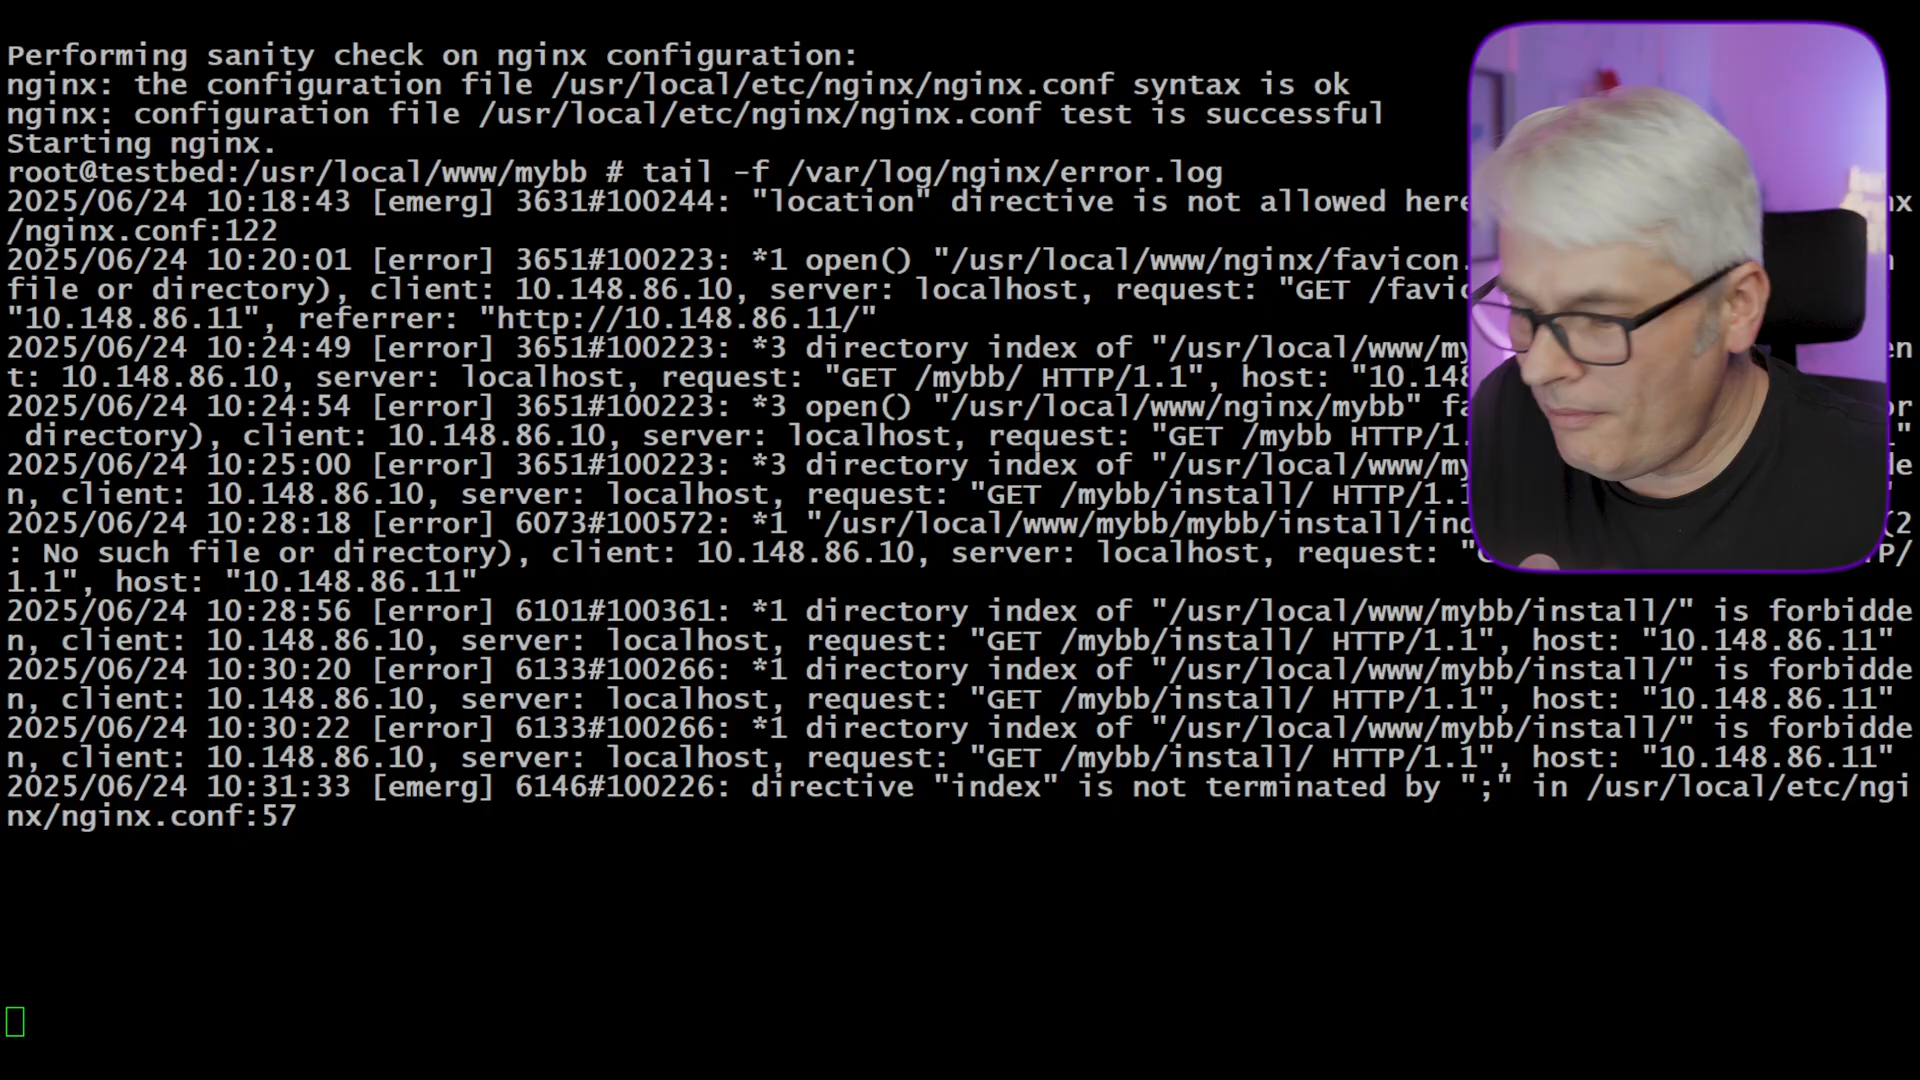 Performing sanity check on nginx configuration:
nginx: the configuration file /usr/local/etc/nginx/nginx.conf syntax is ok
nginx: configuration file /usr/local/etc/nginx/nginx.conf test is successful
Starting nginx.
root@testbed:/usr/local/www/mybb # tail -f /var/log/nginx/error.log
2025/06/24 10:18:43 [emerg] 3631#100244: "location" directive is not allowed here
/nginx.conf:122
2025/06/24 10:20:01 [error] 3651#100223: *1 open() "/usr/local/www/nginx/favicon.
file or directory), client: 10.148.86.10, server: localhost, request: "GET /favic
"10.148.86.11", referrer: "http://10.148.86.11/"
2025/06/24 10:24:49 [error] 3651#100223: *3 directory index of "/usr/local/www/my
t: 10.148.86.10, server: localhost, request: "GET /mybb/ HTTP/1.1", host: "10.148
2025/06/24 10:24:54 [error] 3651#100223: *3 open() "/usr/local/www/nginx/mybb" fa
directory), client: 10.148.86.10, server: localhost, request: "GET /mybb HTTP/1.
2025/06/24 10:25:00 [error] 3651#100223: *3 directory index of "/usr/local/www/my
n, client: 10.148.86.10, server: localhost, request: "GET /mybb/install/ HTTP/1.1
2025/06/24 10:28:18 [error] 6073#100572: *1 "/usr/local/www/mybb/mybb/install/ind (2
: No such file or directory), client: 10.148.86.10, server: localhost, request: "G TP/
1.1", host: "10.148.86.11"
2025/06/24 10:28:56 [error] 6101#100361: *1 directory index of "/usr/local/www/mybb/install/" is forbidde
n, client: 10.148.86.10, server: localhost, request: "GET /mybb/install/ HTTP/1.1", host: "10.148.86.11"
2025/06/24 10:30:20 [error] 6133#100266: *1 directory index of "/usr/local/www/mybb/install/" is forbidde
n, client: 10.148.86.10, server: localhost, request: "GET /mybb/install/ HTTP/1.1", host: "10.148.86.11"
2025/06/24 10:30:22 [error] 6133#100266: *1 directory index of "/usr/local/www/mybb/install/" is forbidde
n, client: 10.148.86.10, server: localhost, request: "GET /mybb/install/ HTTP/1.1", host: "10.148.86.11"
2025/06/24 10:31:33 [emerg] 6146#100226: directive "index" is not terminated by ";" in /usr/local/etc/ngi
nx/nginx.conf:57